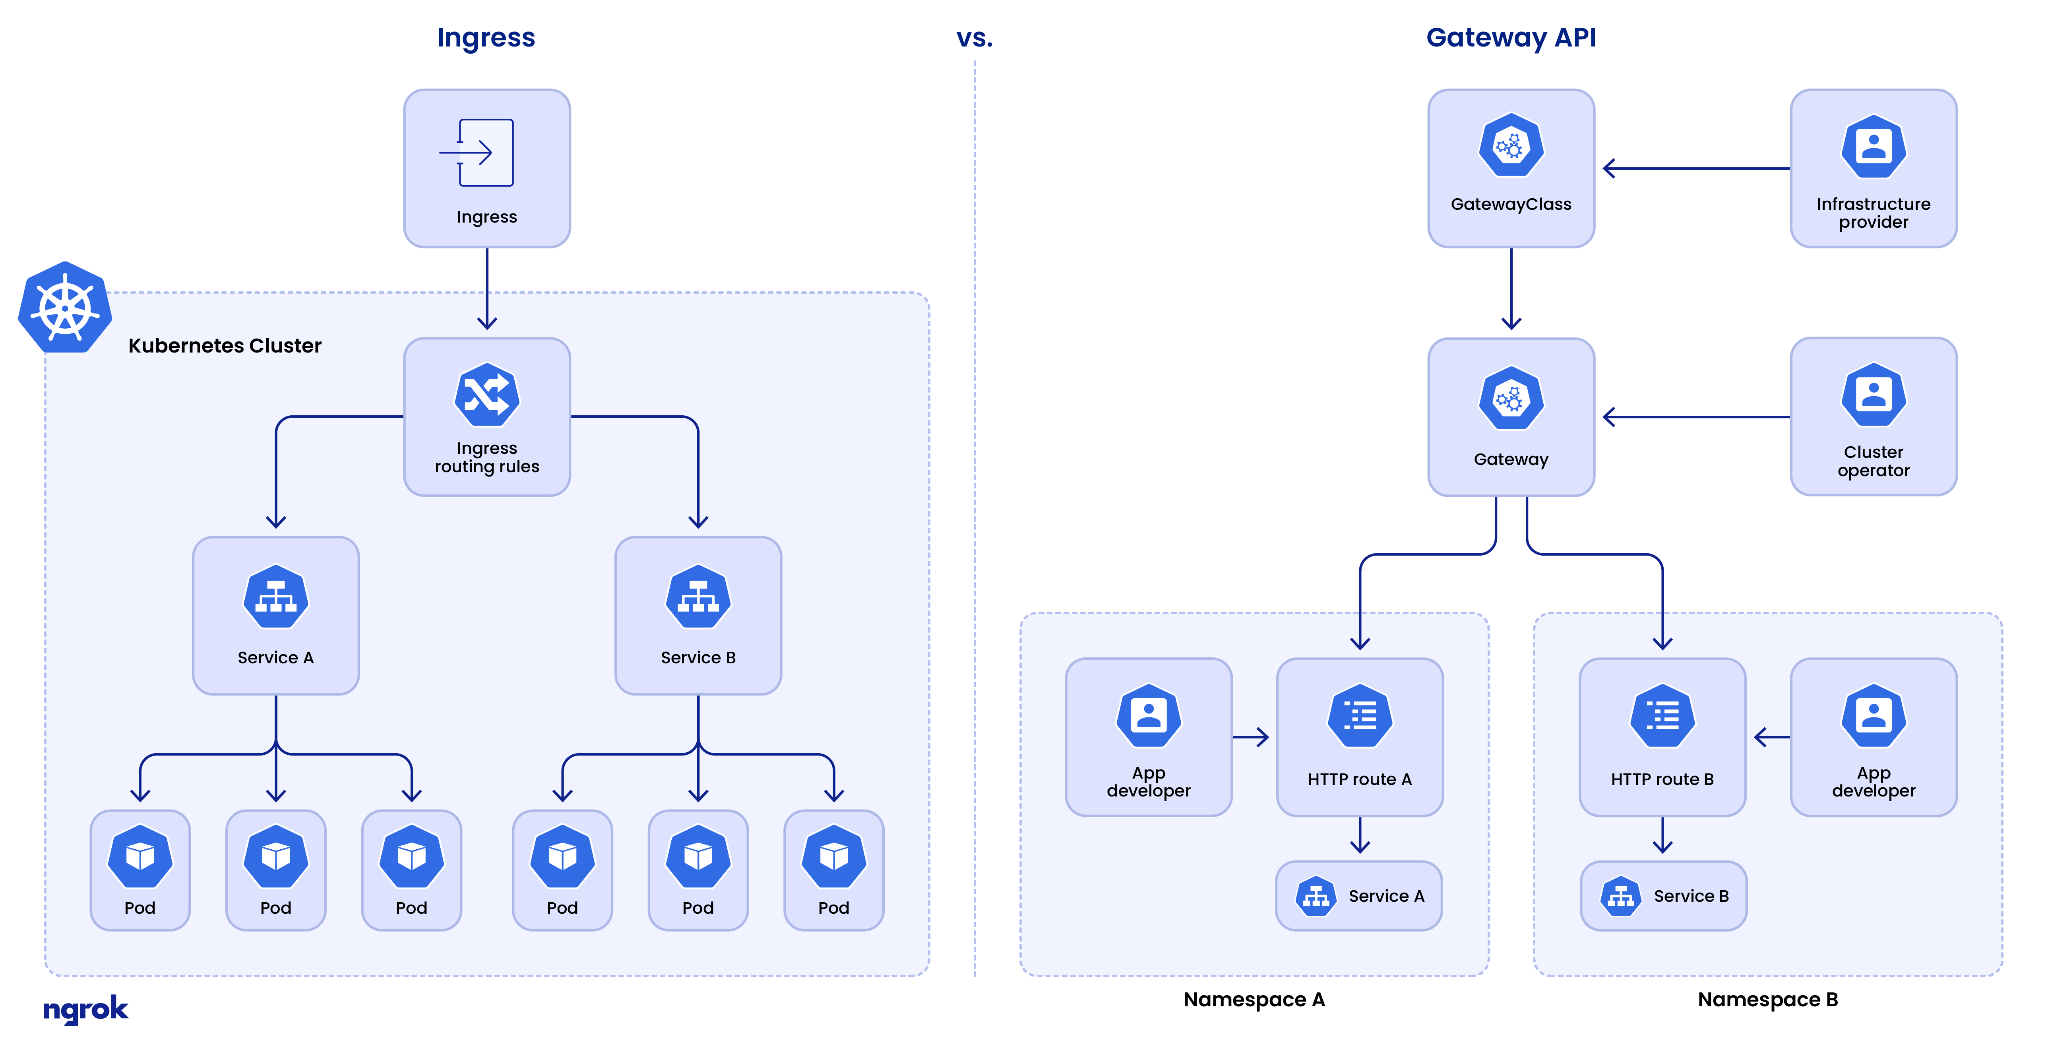 Ingress
vs.
Gateway API
Ingress
Kubernetes Cluster
Ingress
routing rules
Service A
Service B
Pod
Pod
Pod
Pod
Pod
Pod
ngrok
GatewayClass
Infrastructure
provider
Gateway
Cluster
operator
App
developer
HTTP route A
Service A
Namespace A
HTTP route B
App
developer
Service B
Namespace B